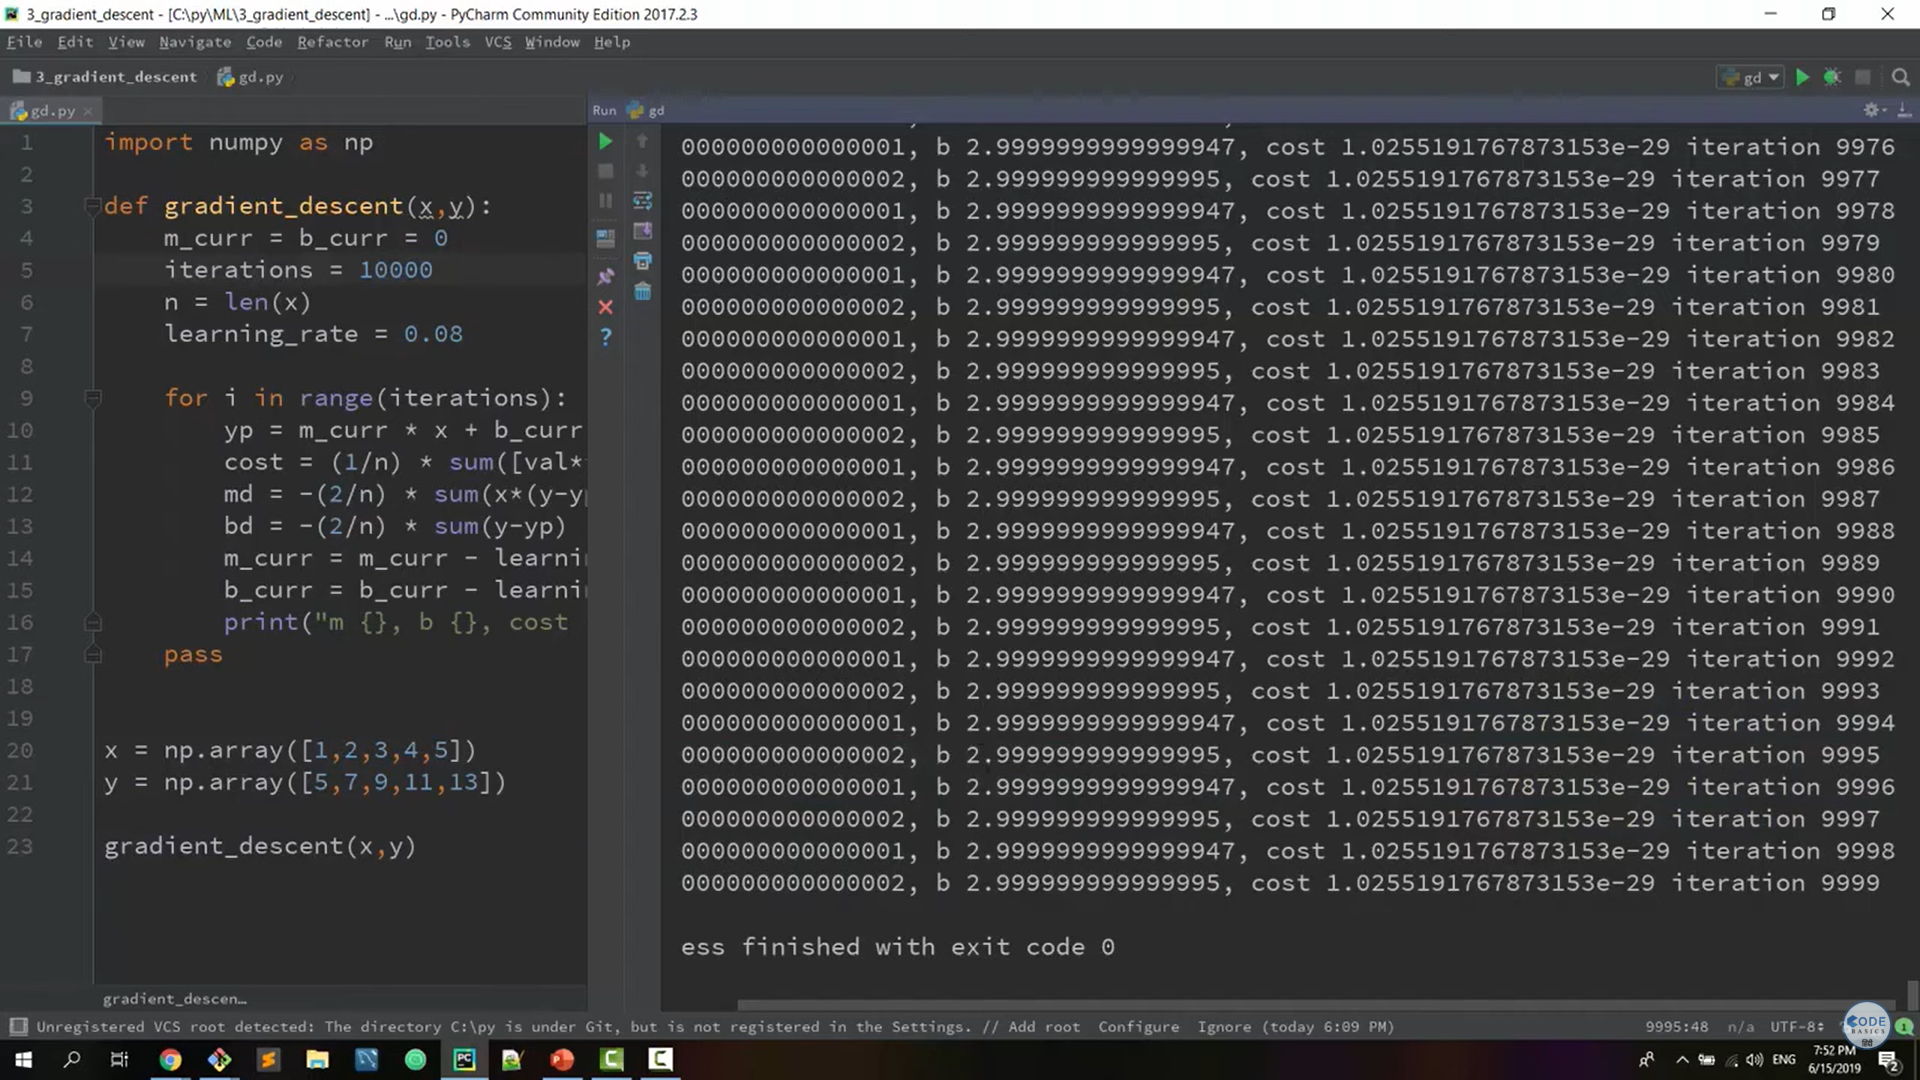 3_gradient_descent - [C:\py\ML\3_gradient_descent] - ...\gd.py - PyCharm Community Edition 2017.2.3
File Edit View Navigate Code Refactor Run Tools VCS Window Help
3_gradient_descent gd.py
gd
gd.py
Run gd
1 import numpy as np
2
3 def gradient_descent(x,y):
4 m_curr = b_curr = 0
5 iterations = 10000
6 n = len(x)
7 learning_rate = 0.08
8
9 for i in range(iterations):
10 yp = m_curr * x + b_curr
11 cost = (1/n) * sum([val*
12 md = -(2/n) * sum(x*(y-yp
13 bd = -(2/n) * sum(y-yp)
14 m_curr = m_curr - learni
15 b_curr = b_curr - learni
16 print("m {}, b {}, cost
17 pass
18
19
20 x = np.array([1,2,3,4,5])
21 y = np.array([5,7,9,11,13])
22
23 gradient_descent(x,y)
gradient_descen...
000000000000001, b 2.9999999999999947, cost 1.0255191767873153e-29 iteration 9976
000000000000002, b 2.999999999999995, cost 1.0255191767873153e-29 iteration 9977
000000000000001, b 2.9999999999999947, cost 1.0255191767873153e-29 iteration 9978
000000000000002, b 2.999999999999995, cost 1.0255191767873153e-29 iteration 9979
000000000000001, b 2.9999999999999947, cost 1.0255191767873153e-29 iteration 9980
000000000000002, b 2.999999999999995, cost 1.0255191767873153e-29 iteration 9981
000000000000001, b 2.9999999999999947, cost 1.0255191767873153e-29 iteration 9982
000000000000002, b 2.999999999999995, cost 1.0255191767873153e-29 iteration 9983
000000000000001, b 2.9999999999999947, cost 1.0255191767873153e-29 iteration 9984
000000000000002, b 2.999999999999995, cost 1.0255191767873153e-29 iteration 9985
000000000000001, b 2.9999999999999947, cost 1.0255191767873153e-29 iteration 9986
000000000000002, b 2.999999999999995, cost 1.0255191767873153e-29 iteration 9987
000000000000001, b 2.9999999999999947, cost 1.0255191767873153e-29 iteration 9988
000000000000002, b 2.999999999999995, cost 1.0255191767873153e-29 iteration 9989
000000000000001, b 2.9999999999999947, cost 1.0255191767873153e-29 iteration 9990
000000000000002, b 2.999999999999995, cost 1.0255191767873153e-29 iteration 9991
000000000000001, b 2.9999999999999947, cost 1.0255191767873153e-29 iteration 9992
000000000000002, b 2.999999999999995, cost 1.0255191767873153e-29 iteration 9993
000000000000001, b 2.9999999999999947, cost 1.0255191767873153e-29 iteration 9994
000000000000002, b 2.999999999999995, cost 1.0255191767873153e-29 iteration 9995
000000000000001, b 2.9999999999999947, cost 1.0255191767873153e-29 iteration 9996
000000000000002, b 2.999999999999995, cost 1.0255191767873153e-29 iteration 9997
000000000000001, b 2.9999999999999947, cost 1.0255191767873153e-29 iteration 9998
000000000000002, b 2.999999999999995, cost 1.0255191767873153e-29 iteration 9999
ess finished with exit code 0
Unregistered VCS root detected: The directory C:\py is under Git, but is not registered in the Settings. // Add root Configure Ignore (today 6:09 PM)
9995:48 n/a UTF-8
CODE
BASICS
हिंदी
1
PC
ENG
7:52 PM
6/15/2019
2